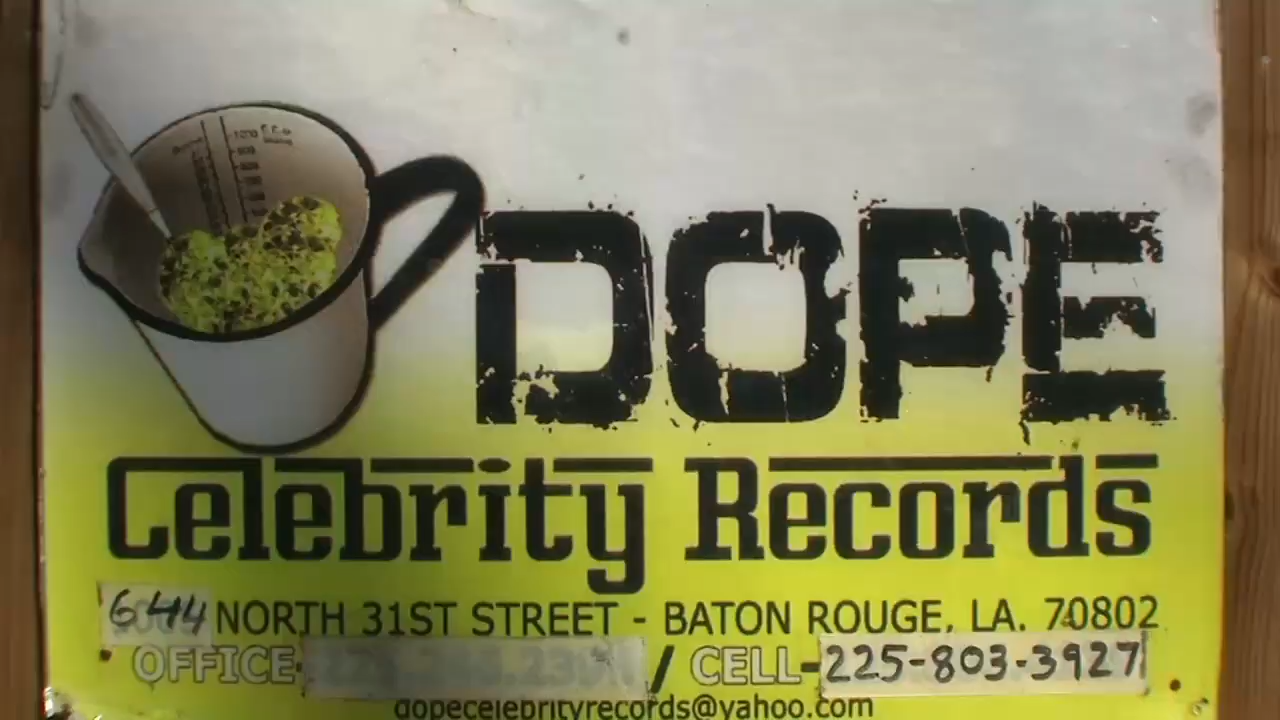 DOPE
Celebrity Records
644 NORTH 31ST STREET - BATON ROUGE, LA. 70802
OFFICE- / CELL-225-803-3927
dopecelebrityrecords@yahoo.com